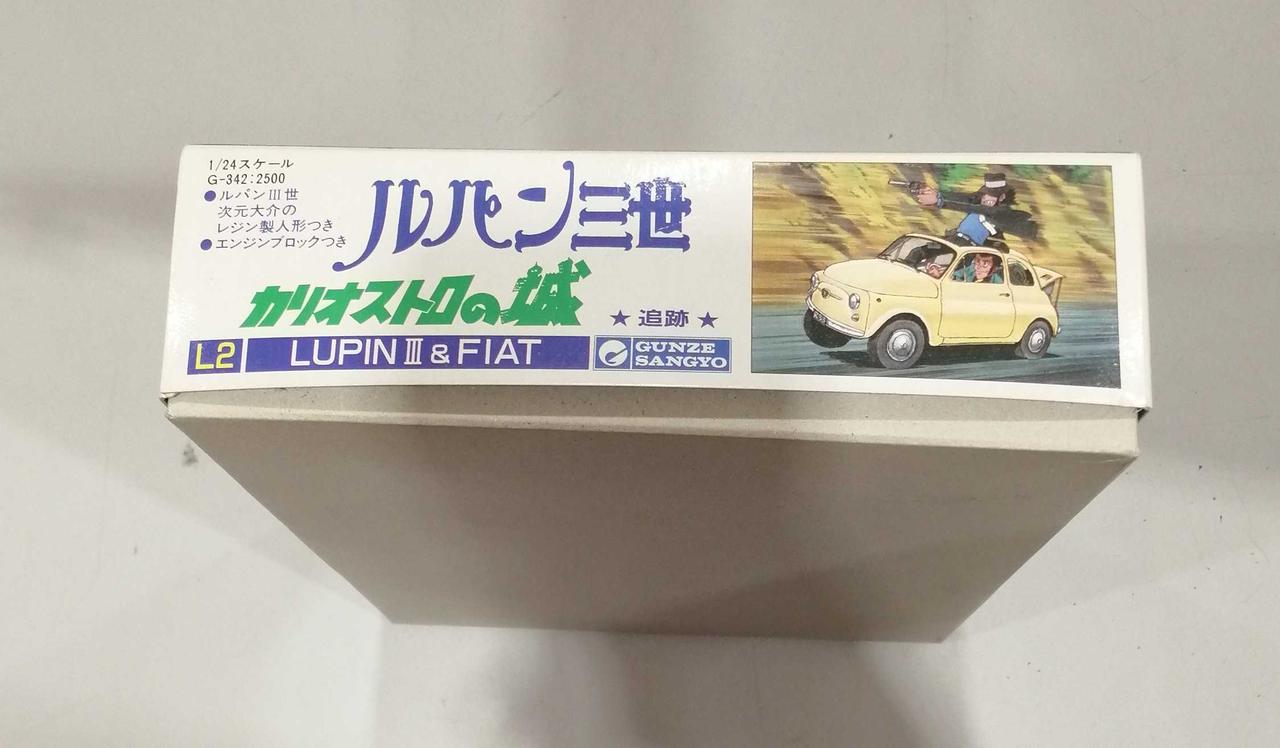 1/24スケール
G-342:2500
●ルパンIII世
次元大介の
レジン製人形つき
●エンジンブロックつき
ルパン三世
カリオストロの城
★追跡★
L2
LUPIN III & FIAT
GUNZE
SANGYO